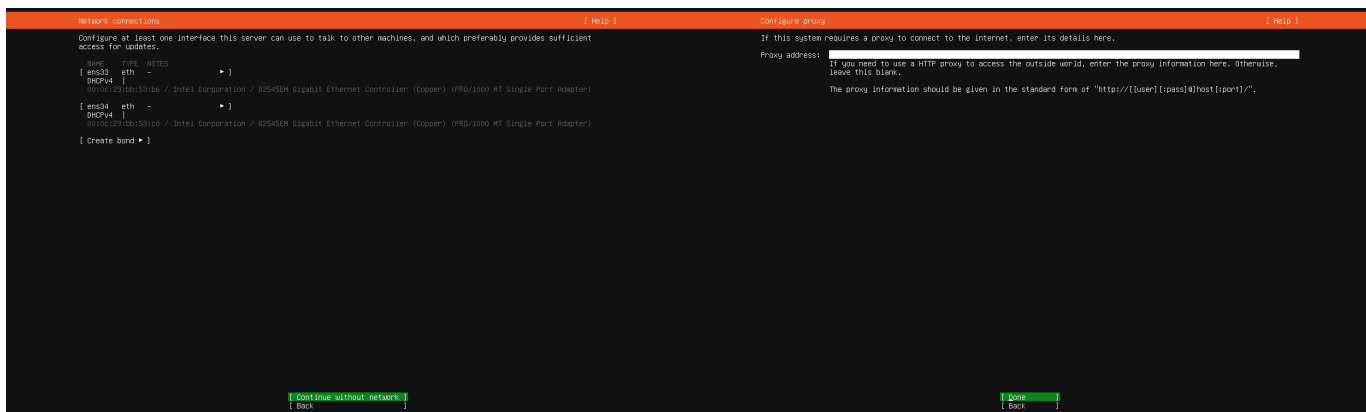 Network connections [ Help ]
Configure at least one interface this server can use to talk to other machines, and which preferably provides sufficient
access for updates.
NAME TYPE NOTES
[ ens33 eth - ▸ ]
DHCPv4 |
00:0c:29:bb:53:b6 / Intel Corporation / 82545EM Gigabit Ethernet Controller (Copper) (PRO/1000 MT Single Port Adapter)
[ ens34 eth - ▸ ]
DHCPv4 |
00:0c:29:bb:53:c0 / Intel Corporation / 82545EM Gigabit Ethernet Controller (Copper) (PRO/1000 MT Single Port Adapter)
[ Create bond ▸ ]
[ Continue without network ]
[ Back ]
Configure proxy [ Help ]
If this system requires a proxy to connect to the internet, enter its details here.
Proxy address:
If you need to use a HTTP proxy to access the outside world, enter the proxy information here. Otherwise,
leave this blank.
The proxy information should be given in the standard form of "http://[[user][:pass]@]host[:port]/".
[ Done ]
[ Back ]